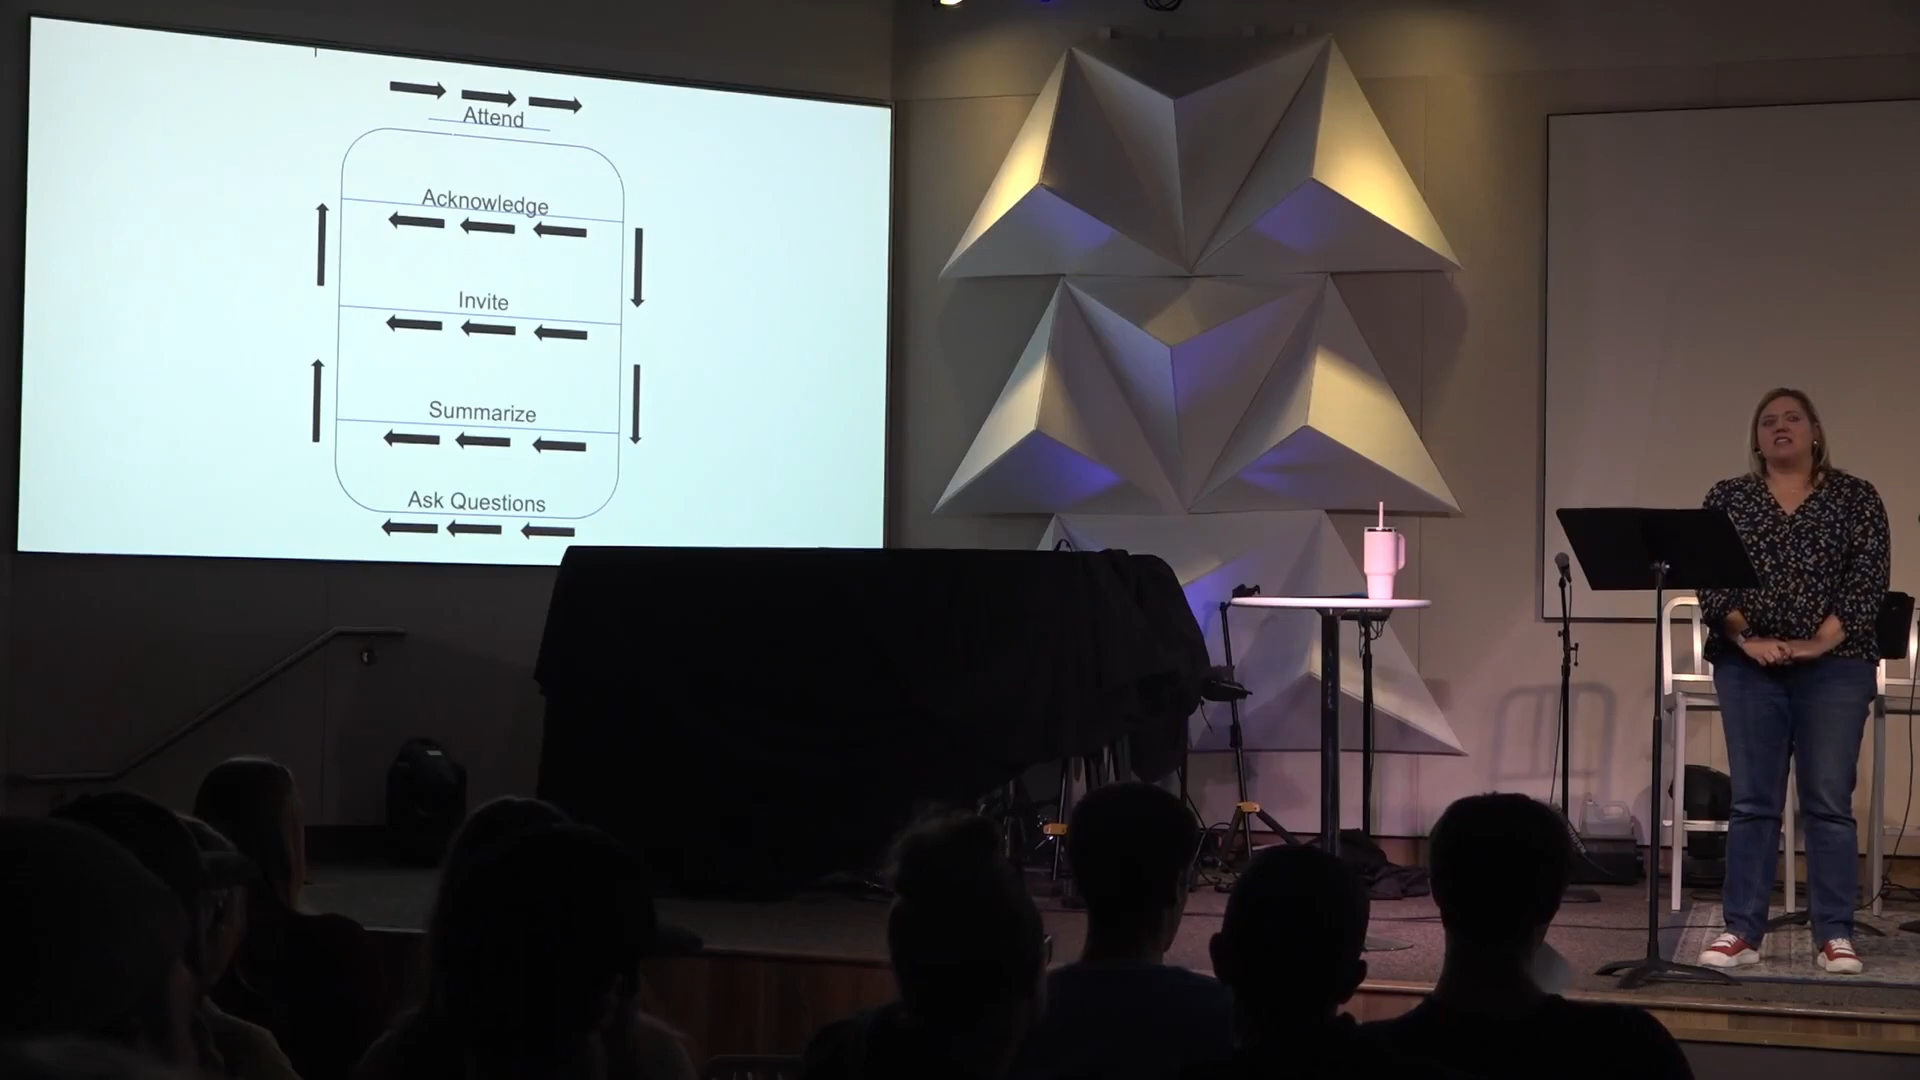 Attend
Acknowledge
Invite
Summarize
Ask Questions